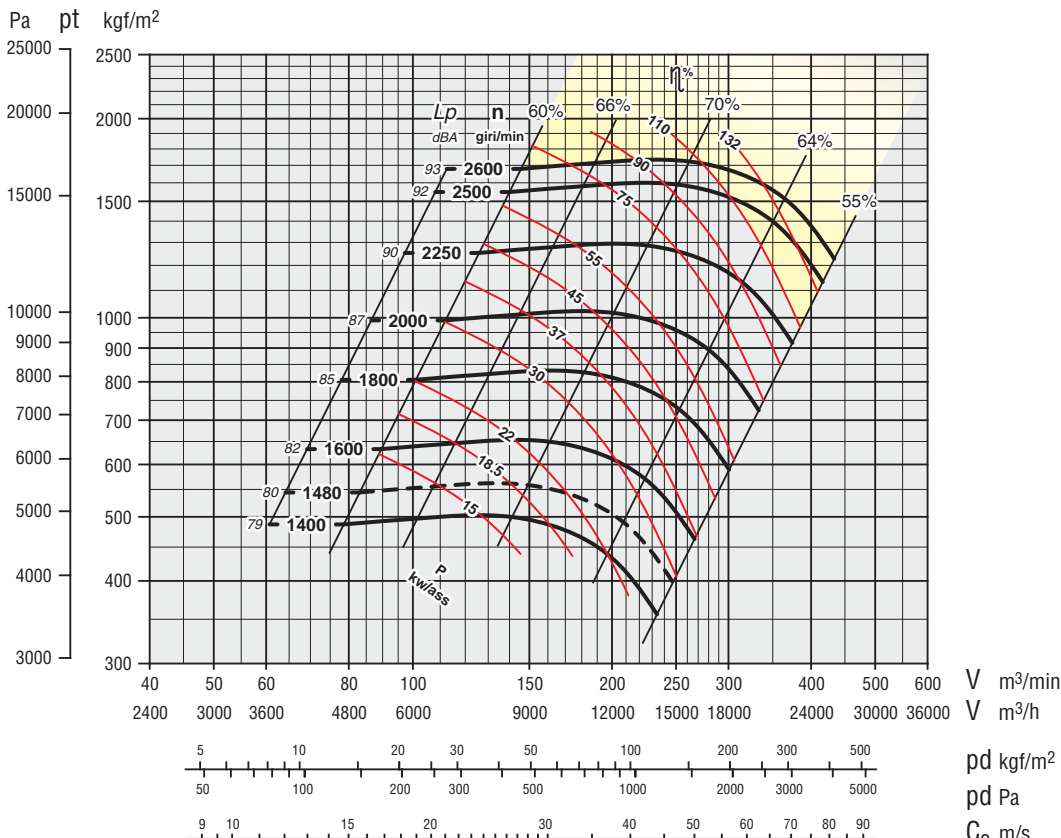 Pa pt kgf/m²
25000 2500
20000 2000
Lp n
dBA giri/min
η%
60% 66% 70% 64% 55%
110 132
93 2600 90
92 2500 75
15000 1500
90 2250 55
45
10000 1000
87 2000 37
9000 900
85 1800 30
8000 800
7000 700
82 1600 22
6000 600
18.5
80 1480
5000 500
79 1400 15
P
kw/ass
4000 400
3000 300
40 50 60 80 100 150 200 250 300 400 500 600 V m³/min
2400 3000 3600 4800 6000 9000 12000 15000 18000 24000 30000 36000 V m³/h
5 10 20 30 50 100 200 300 500 pd kgf/m²
50 100 200 300 500 1000 2000 3000 5000 pd Pa
9 10 15 20 30 40 50 60 70 80 90 m/s